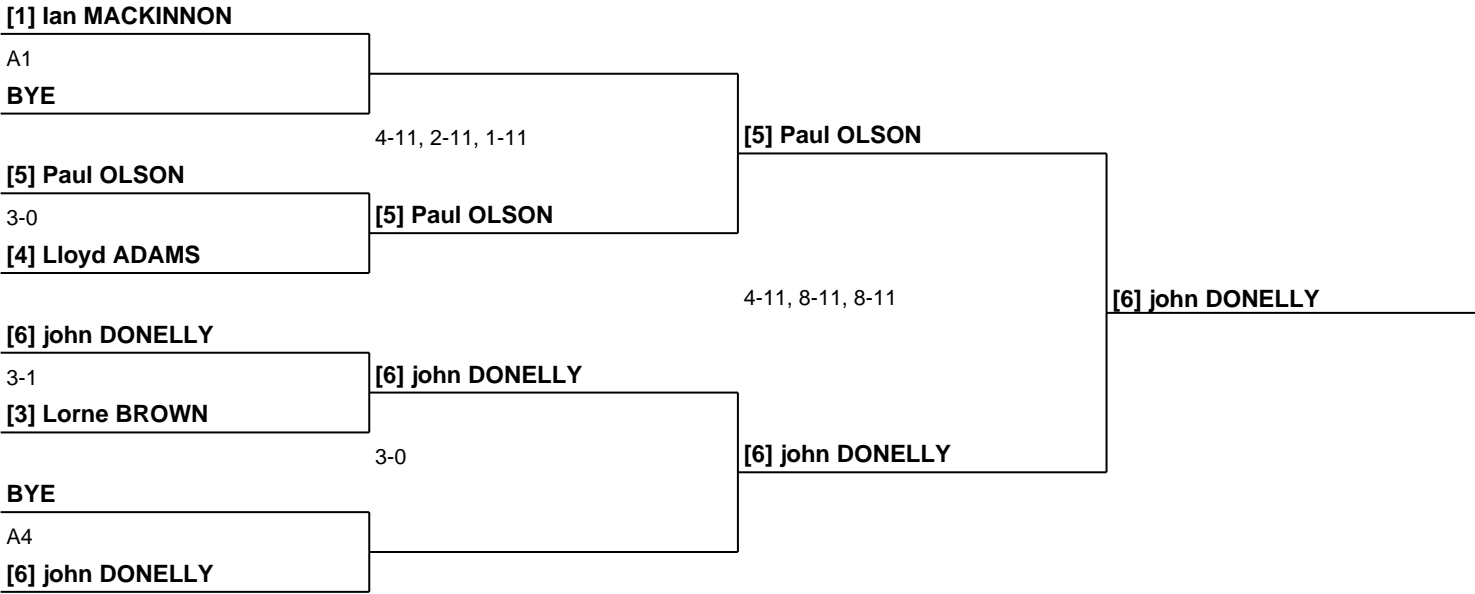 [1] Ian MACKINNON
A1
BYE
4-11, 2-11, 1-11
[5] Paul OLSON
[5] Paul OLSON
3-0
[5] Paul OLSON
[4] Lloyd ADAMS
4-11, 8-11, 8-11
[6] john DONELLY
[6] john DONELLY
3-1
[6] john DONELLY
[3] Lorne BROWN
3-0
[6] john DONELLY
BYE
A4
[6] john DONELLY